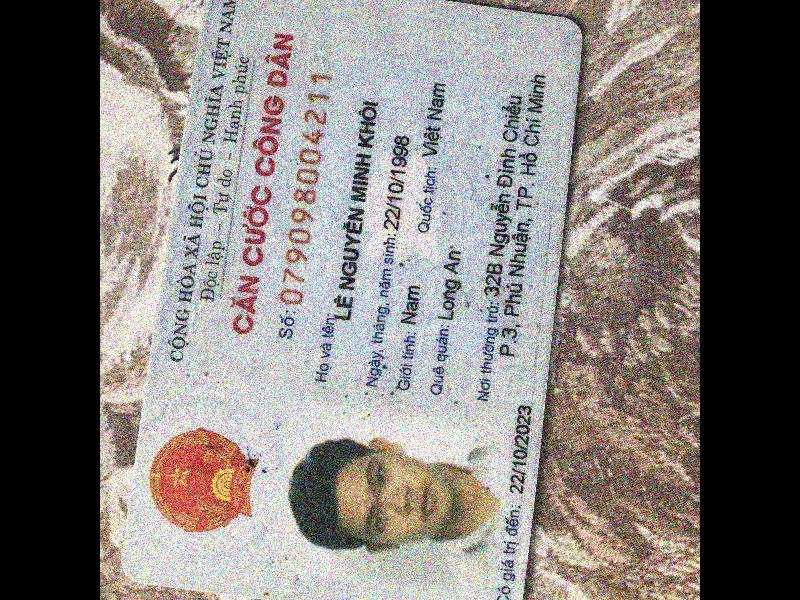 CỘNG HÒA XÃ HỘI CHỦ NGHĨA VIỆT NAM
Độc lập - Tự do - Hạnh phúc
CĂN CƯỚC CÔNG DÂN
Số: 079098004211
Họ và tên:
LÊ NGUYỄN MINH KHÔI
Ngày, tháng, năm sinh: 22/10/1998
Giới tính: Nam Quốc tịch: Việt Nam
Quê quán: Long An
Nơi thường trú: 32B Nguyễn Đình Chiểu
P.3, Phú Nhuận, TP. Hồ Chí Minh
Có giá trị đến: 22/10/2023